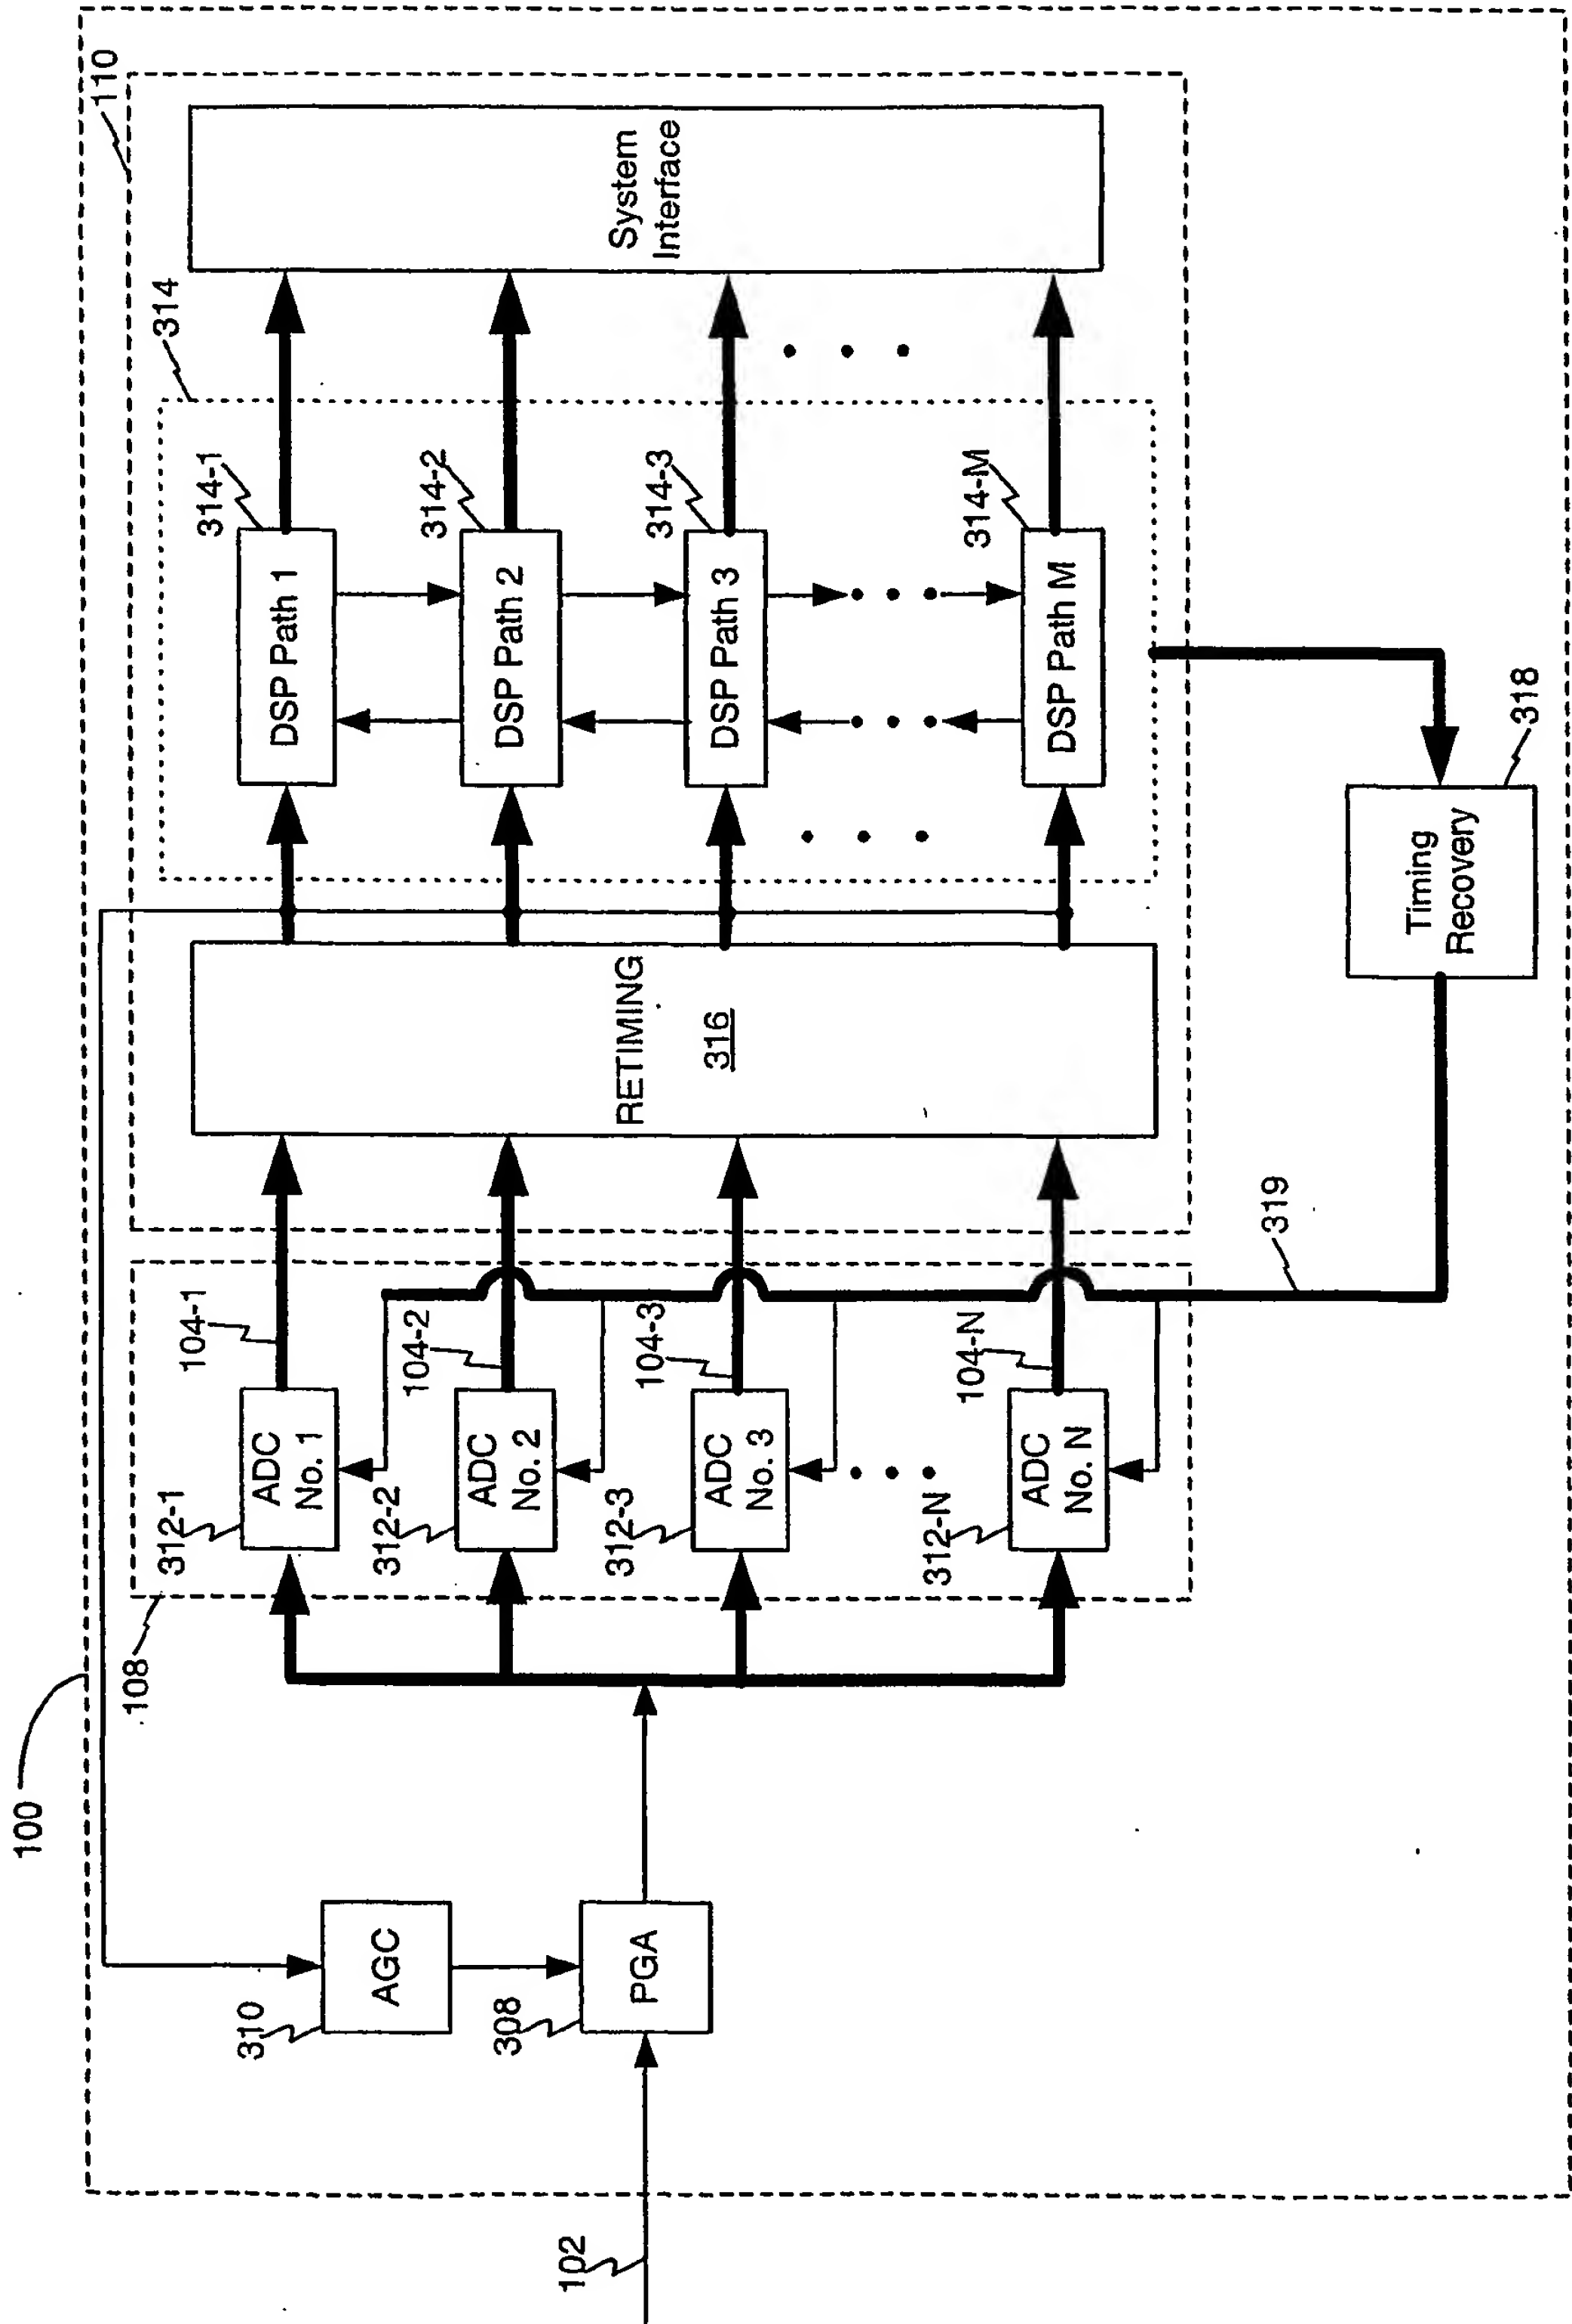 100
102
310
AGC
308
PGA
108
312-1
ADC
No. 1
104-1
312-2
ADC
No. 2
104-2
312-3
ADC
No. 3
104-3
312-N
ADC
No. N
104-N
319
RETIMING
316
110
314
314-1
DSP Path 1
314-2
DSP Path 2
314-3
DSP Path 3
314-M
DSP Path M
System
Interface
318
Timing
Recovery